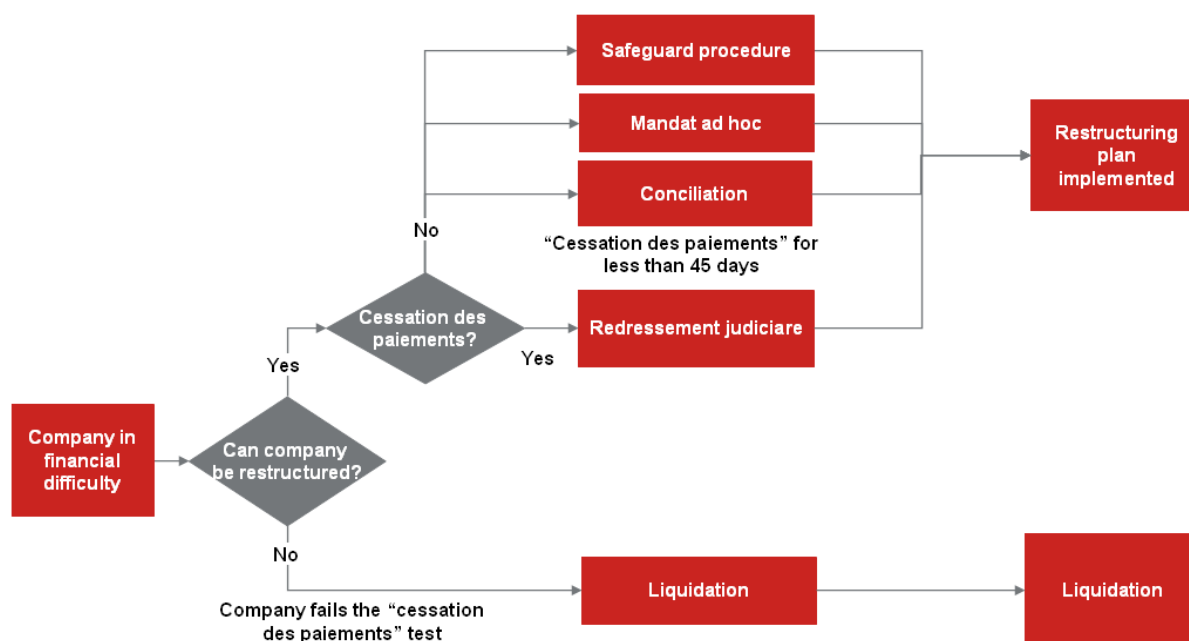 Safeguard procedure
Mandat ad hoc
Restructuring
plan
implemented
Conciliation
No
“Cessation des paiements” for
less than 45 days
Cessation des
paiements?
Redressement judiciare
Yes
Yes
Company in
financial
difficulty
Can company
be restructured?
No
Liquidation
Liquidation
Company fails the “cessation
des paiements” test